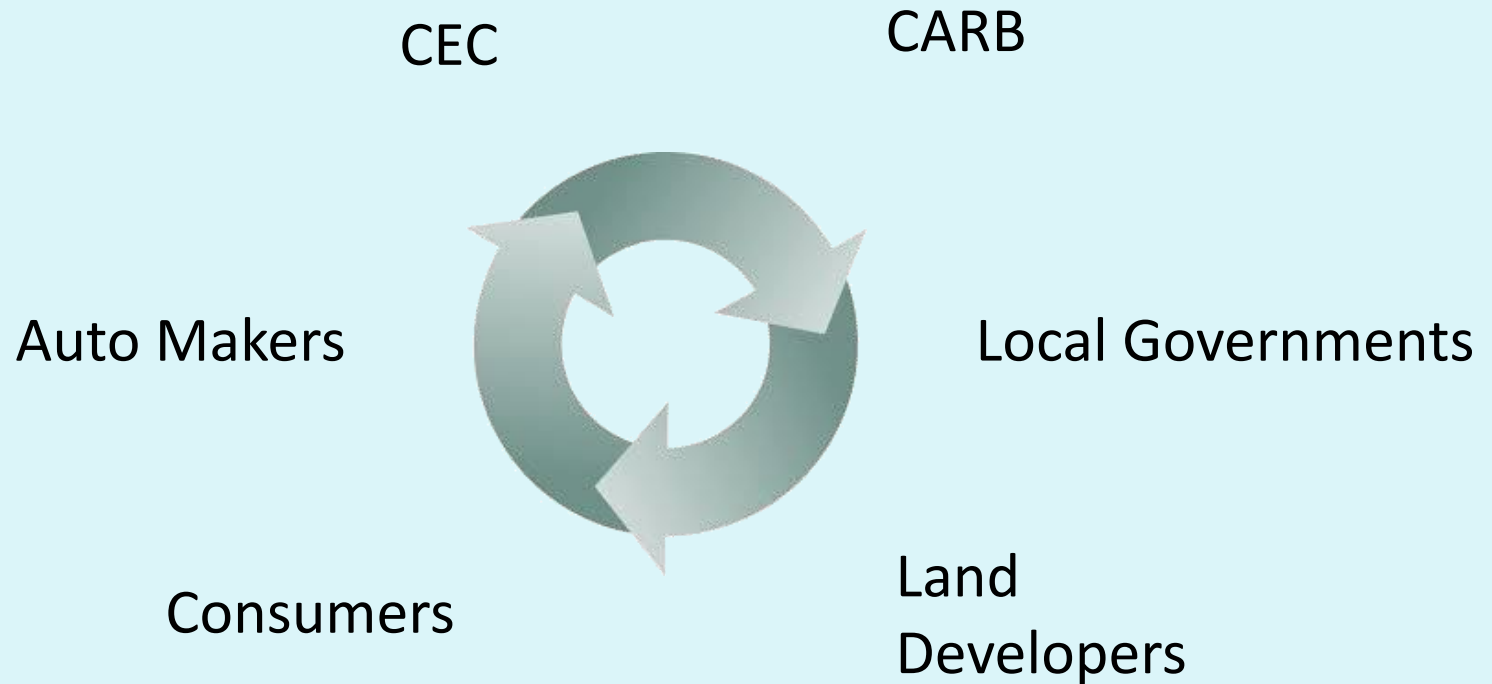 CEC
CARB
Auto Makers
Local Governments
Consumers
Land
Developers